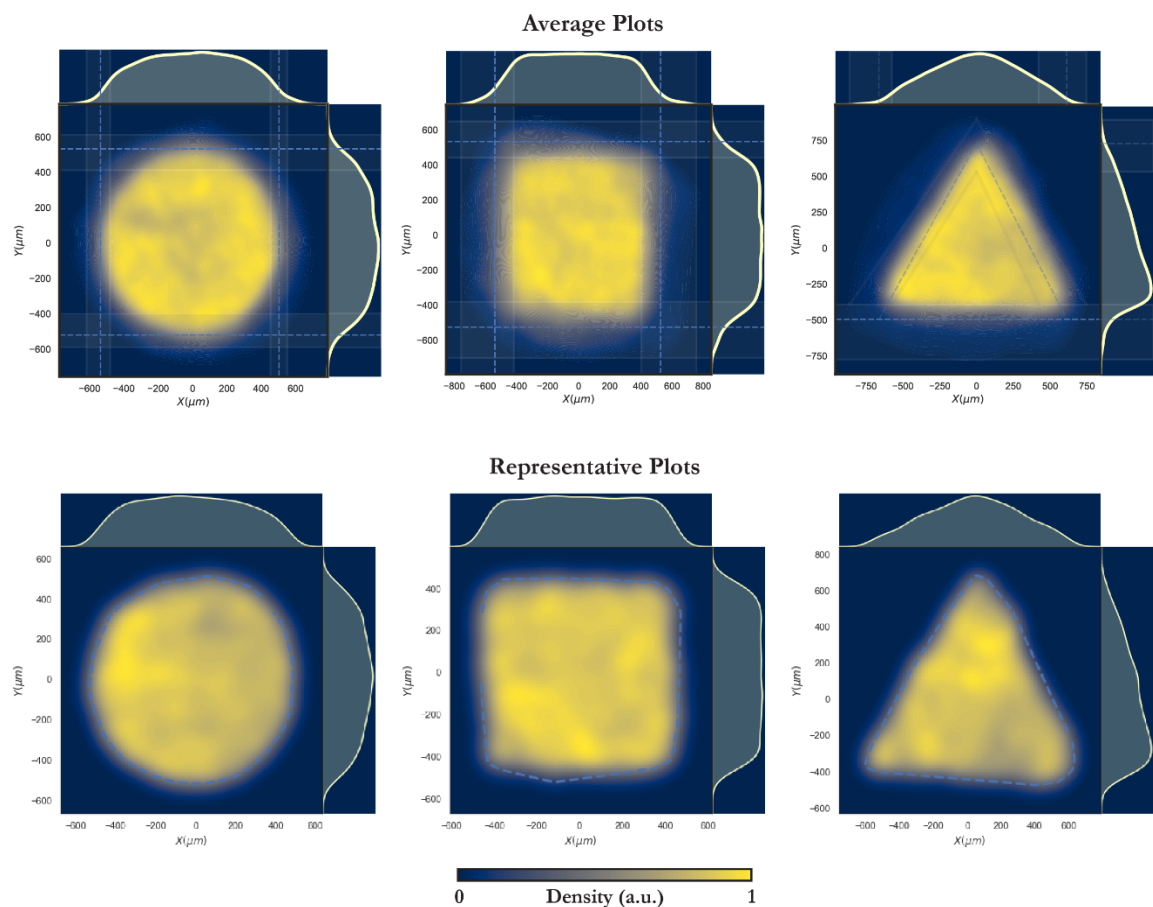 Average Plots
600
400
200
0
−200
−400
−600
Y(μm)
−600 −400 −200 0 200 400 600
X(μm)
600
400
200
0
−200
−400
−600
Y(μm)
−800 −600 −400 −200 0 200 400 600 800
X(μm)
750
500
250
0
−250
−500
−750
Y(μm)
−750 −500 −250 0 250 500 750
X(μm)
Representative Plots
600
400
200
0
−200
−400
−600
Y(μm)
−600 −400 −200 0 200 400 600
X(μm)
400
200
0
−200
−400
−600
Y(μm)
−600 −400 −200 0 200 400 600
X(μm)
800
600
400
200
0
−200
−400
−600
Y(μm)
−600 −400 −200 0 200 400 600
X(μm)
0 Density (a.u.) 1